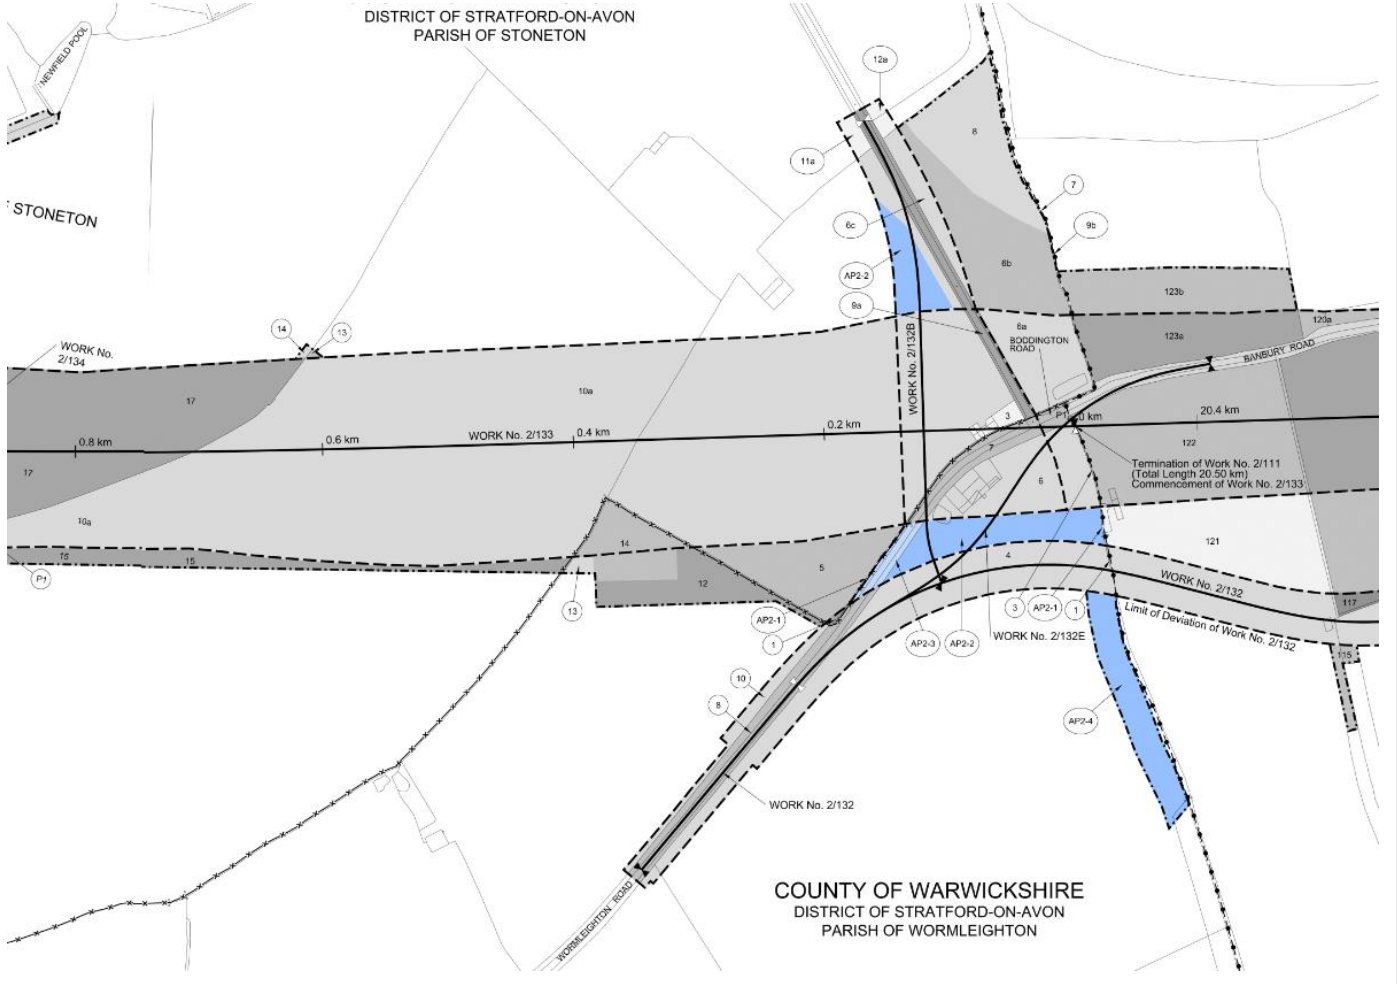 DISTRICT OF STRATFORD-ON-AVON
PARISH OF STONETON
NEWFIELD POOL
STONETON
12a
11a
8
7
6c
9b
AP2-2
6b
9a
123b
6a
120a
BODDINGTON
ROAD
123a
BANBURY ROAD
14
13
WORK No.
2/134
17
10a
WORK No. 2/132B
3
P1
20.4 km
0.8 km
0.6 km
WORK No. 2/133
0.4 km
0.2 km
7
122
Termination of Work No. 2/111
(Total Length 20.50 km)
Commencement of Work No. 2/133
17
6
10a
14
4
121
15
15
5
12
P1
13
WORK No. 2/132
AP2-1
3
AP2-1
1
117
Limit of Deviation of Work No. 2/132
1
AP2-3
AP2-2
WORK No. 2/132E
115
10
8
AP2-4
WORK No. 2/132
WORMLEIGHTON ROAD
COUNTY OF WARWICKSHIRE
DISTRICT OF STRATFORD-ON-AVON
PARISH OF WORMLEIGHTON